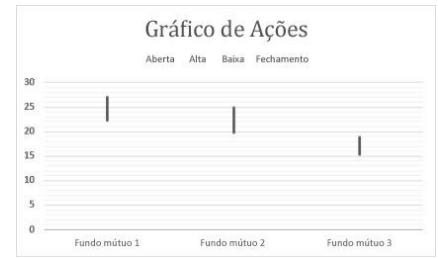 Gráfico de Ações
Aberta Alta Baixa Fechamento
30
25
20
15
10
5
0
Fundo mútuo 1 Fundo mútuo 2 Fundo mútuo 3